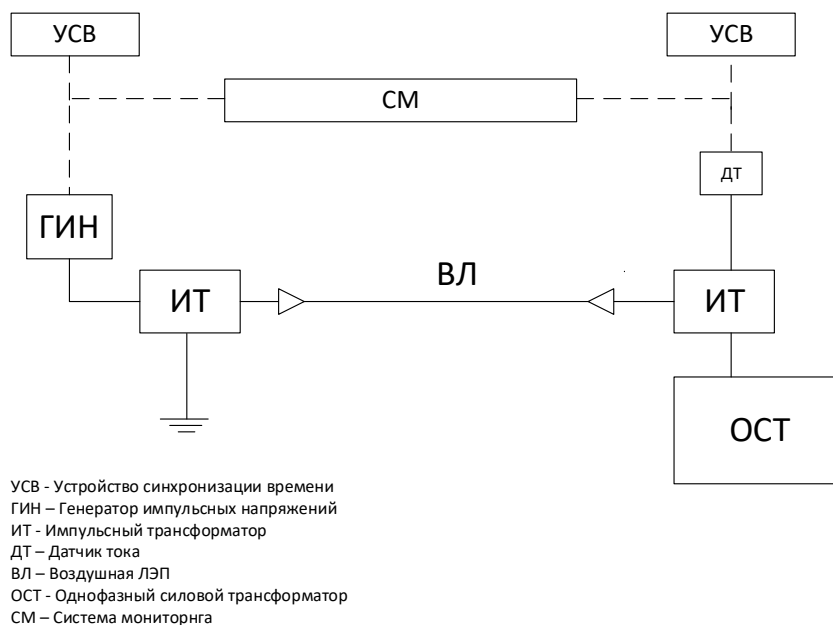 УСВ
УСВ
СМ
ДТ
ГИН
ВЛ
ИТ
ИТ
ОСТ
УСВ - Устройство синхронизации времени
ГИН – Генератор импульсных напряжений
ИТ - Импульсный трансформатор
ДТ – Датчик тока
ВЛ – Воздушная ЛЭП
ОСТ - Однофазный силовой трансформатор
СМ – Система мониторнга